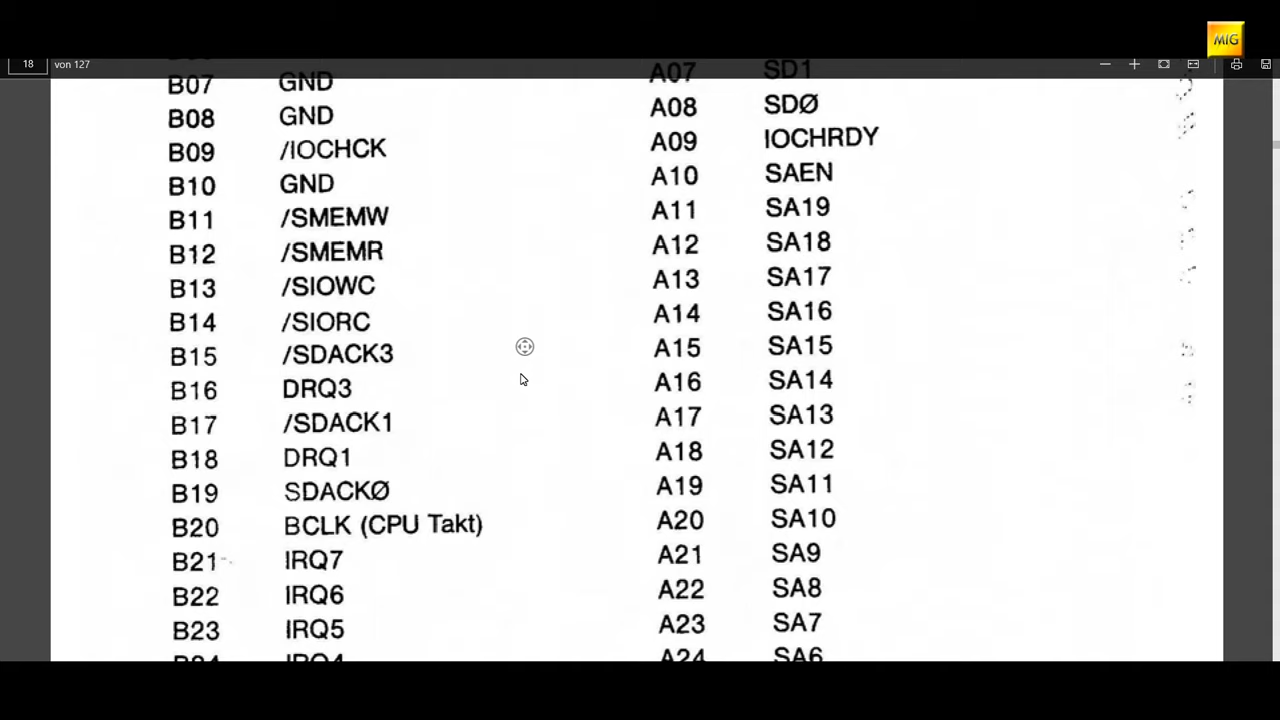 MIG
18 von 127
B07 GND A07 SD1
B08 GND A08 SDØ
B09 /IOCHCK A09 IOCHRDY
B10 GND A10 SAEN
B11 /SMEMW A11 SA19
B12 /SMEMR A12 SA18
B13 /SIOWC A13 SA17
B14 /SIORC A14 SA16
B15 /SDACK3 A15 SA15
B16 DRQ3 A16 SA14
B17 /SDACK1 A17 SA13
B18 DRQ1 A18 SA12
B19 SDACKØ A19 SA11
B20 BCLK (CPU Takt) A20 SA10
B21 IRQ7 A21 SA9
B22 IRQ6 A22 SA8
B23 IRQ5 A23 SA7
B24 IRQ4 A24 SA6